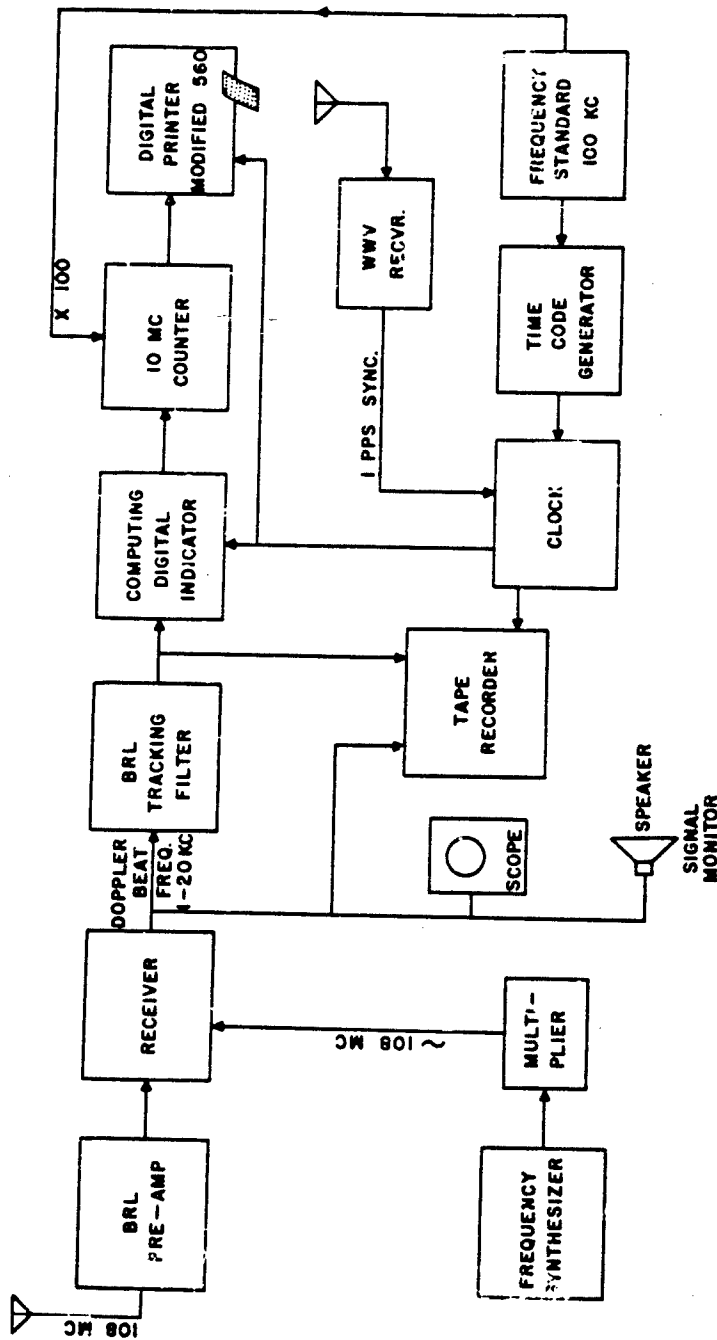 108 MC
BRL
PRE-AMP
RECEIVER
DOPPLER
BEAT
FREQ.
1-20 KC
BRL
TRACKING
FILTER
COMPUTING
DIGITAL
INDICATOR
10 MC
COUNTER
X 100
DIGITAL
PRINTER
MODIFIED 560
~ 108 MC
FREQUENCY
SYNTHESIZER
MULTI-
PLIER
SCOPE
SPEAKER
SIGNAL
MONITOR
TAPE
RECORDER
1 PPS SYNC.
WWV
RECVR.
CLOCK
TIME
CODE
GENERATOR
FREQUENCY
STANDARD
100 KC